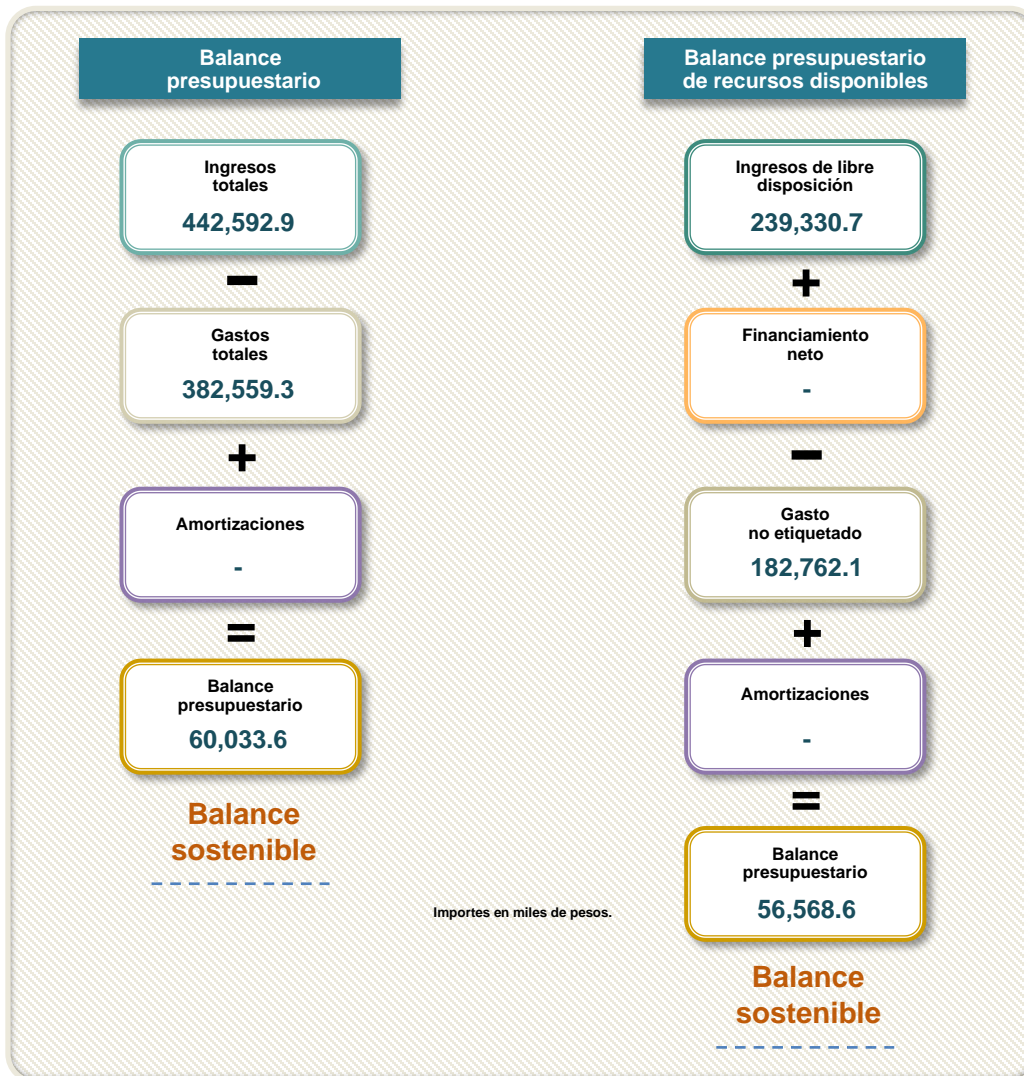 Balance
presupuestario
Ingresos
totales
442,592.9
−
Gastos
totales
382,559.3
+
Amortizaciones
-
=
Balance
presupuestario
60,033.6
Balance
sostenible
Balance presupuestario
de recursos disponibles
Ingresos de libre
disposición
239,330.7
+
Financiamiento
neto
-
−
Gasto
no etiquetado
182,762.1
+
Amortizaciones
-
=
Balance
presupuestario
56,568.6
Balance
sostenible
Importes en miles de pesos.